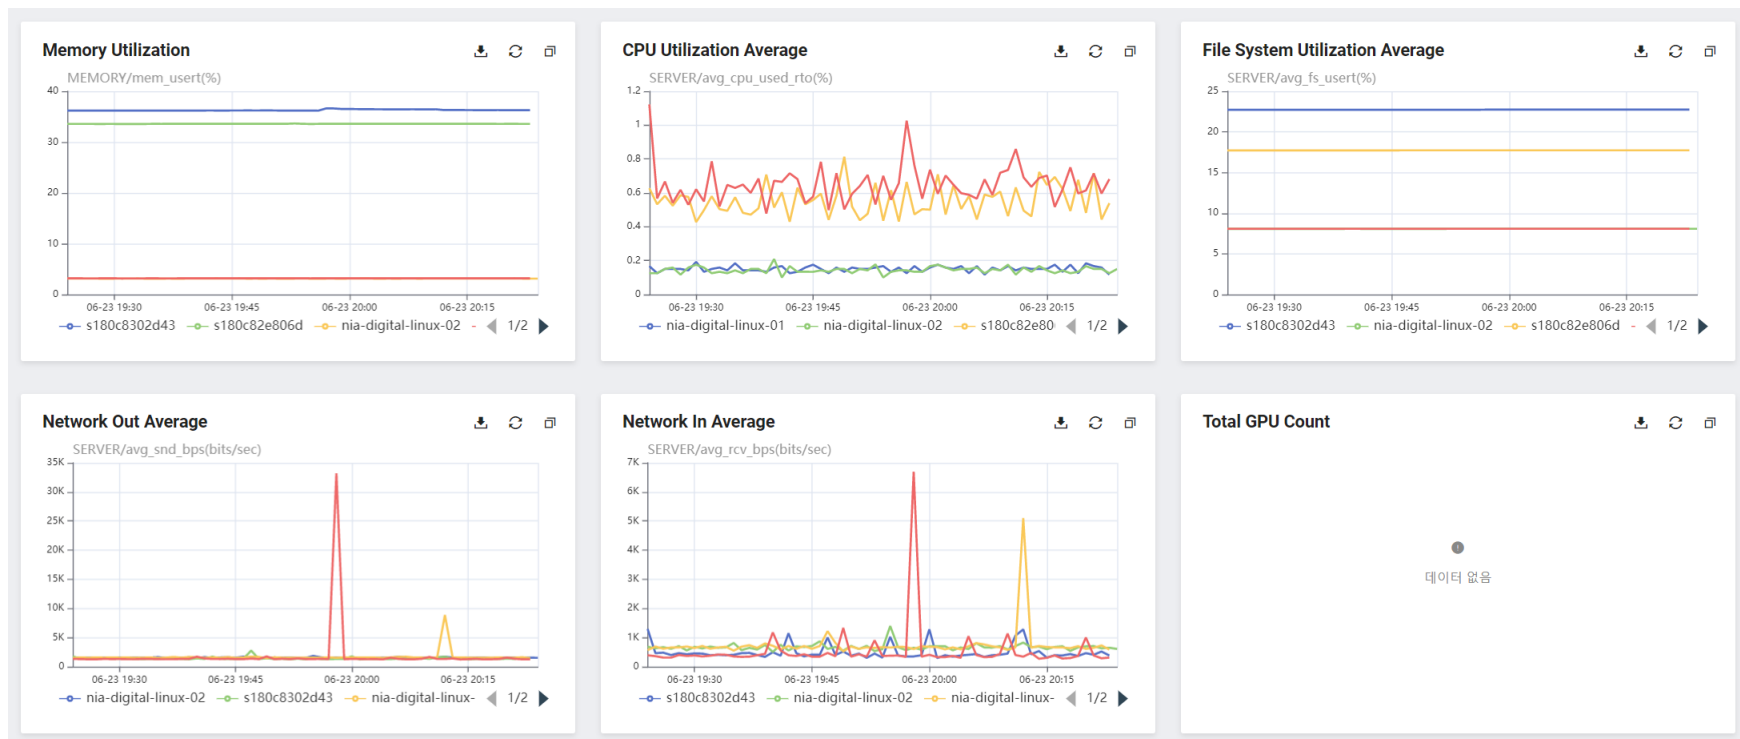 Memory Utilization
MEMORY/mem_usert(%)
40
30
20
10
0
06-23 19:30 06-23 19:45 06-23 20:00 06-23 20:15
s180c8302d43 s180c82e806d nia-digital-linux-02 1/2
CPU Utilization Average
SERVER/avg_cpu_used_rto(%)
1.2
1
0.8
0.6
0.4
0.2
0
06-23 19:30 06-23 19:45 06-23 20:00 06-23 20:15
nia-digital-linux-01 nia-digital-linux-02 s180c82e80 1/2
File System Utilization Average
SERVER/avg_fs_usert(%)
25
20
15
10
5
0
06-23 19:30 06-23 19:45 06-23 20:00 06-23 20:15
s180c8302d43 nia-digital-linux-02 s180c82e806d 1/2
Network Out Average
SERVER/avg_snd_bps(bits/sec)
35K
30K
25K
20K
15K
10K
5K
0
06-23 19:30 06-23 19:45 06-23 20:00 06-23 20:15
nia-digital-linux-02 s180c8302d43 nia-digital-linux- 1/2
Network In Average
SERVER/avg_rcv_bps(bits/sec)
7K
6K
5K
4K
3K
2K
1K
0
06-23 19:30 06-23 19:45 06-23 20:00 06-23 20:15
s180c8302d43 nia-digital-linux-02 nia-digital-linux- 1/2
Total GPU Count
데이터 없음